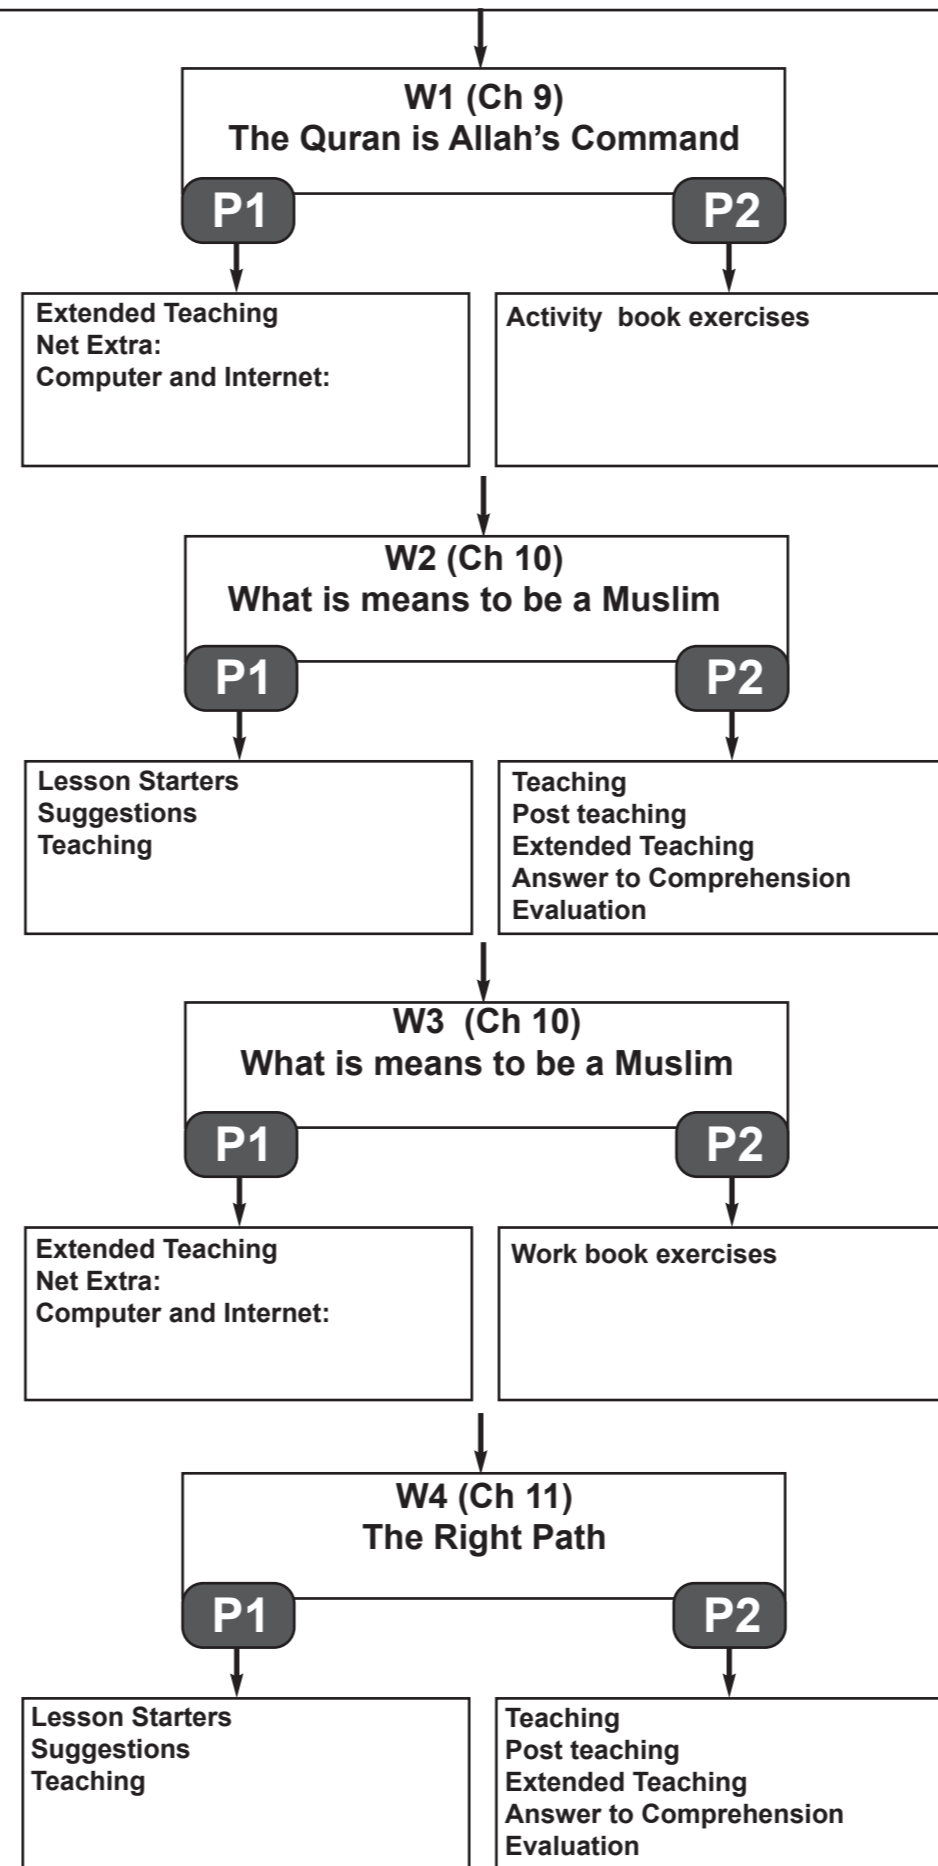 W1 (Ch 9)
The Quran is Allah’s Command
P1
P2
Extended Teaching
Net Extra:
Computer and Internet:
Activity book exercises
W2 (Ch 10)
What is means to be a Muslim
P1
P2
Lesson Starters
Suggestions
Teaching
Teaching
Post teaching
Extended Teaching
Answer to Comprehension
Evaluation
W3 (Ch 10)
What is means to be a Muslim
P1
P2
Extended Teaching
Net Extra:
Computer and Internet:
Work book exercises
W4 (Ch 11)
The Right Path
P1
P2
Lesson Starters
Suggestions
Teaching
Teaching
Post teaching
Extended Teaching
Answer to Comprehension
Evaluation